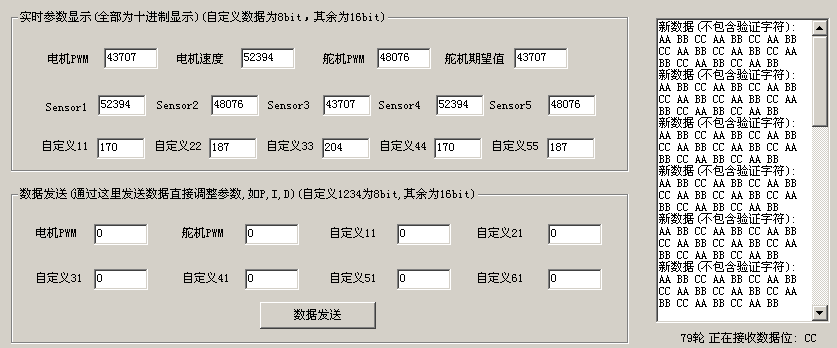 实时参数显示(全部为十进制显示)(自定义数据为8bit，其余为16bit)
电机PWM 43707 电机速度 52394 舵机PWM 48076 舵机期望值 43707
Sensor1 52394 Sensor2 48076 Sensor3 43707 Sensor4 52394 Sensor5 48076
自定义11 170 自定义22 187 自定义33 204 自定义44 170 自定义55 187
数据发送(通过这里发送数据直接调整参数,如P,I,D)(自定义1234为8bit,其余为16bit)
电机PWM 0 舵机PWM 0 自定义11 0 自定义21 0
自定义31 0 自定义41 0 自定义51 0 自定义61 0
数据发送
新数据(不包含验证字符):
AA BB CC AA BB CC AA BB
CC AA BB CC AA BB CC AA
BB CC AA BB CC AA BB
新数据(不包含验证字符):
AA BB CC AA BB CC AA BB
CC AA BB CC AA BB CC AA
BB CC AA BB CC AA BB
新数据(不包含验证字符):
AA BB CC AA BB CC AA BB
CC AA BB CC AA BB CC AA
BB CC AA BB CC AA BB
新数据(不包含验证字符):
AA BB CC AA BB CC AA BB
CC AA BB CC AA BB CC AA
BB CC AA BB CC AA BB
新数据(不包含验证字符):
AA BB CC AA BB CC AA BB
CC AA BB CC AA BB CC AA
BB CC AA BB CC AA BB
新数据(不包含验证字符):
AA BB CC AA BB CC AA BB
CC AA BB CC AA BB CC AA
BB CC AA BB CC AA BB
79轮 正在接收数据位: CC